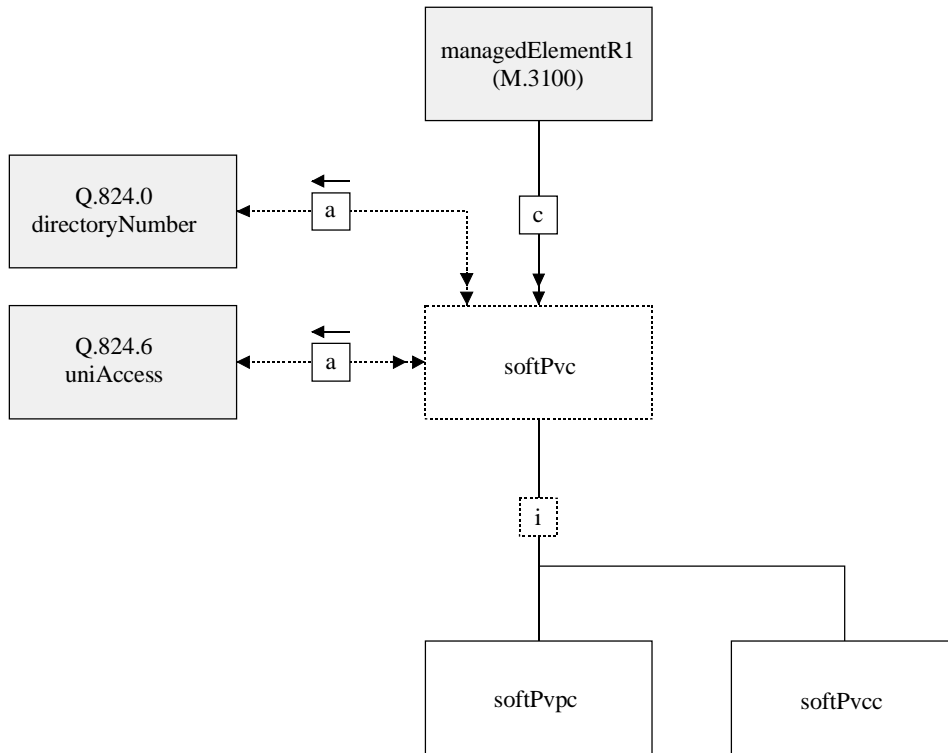 managedElementR1
(M.3100)
Q.824.0
directoryNumber
a
c
Q.824.6
uniAccess
a
softPvc
i
softPvpc
softPvcc